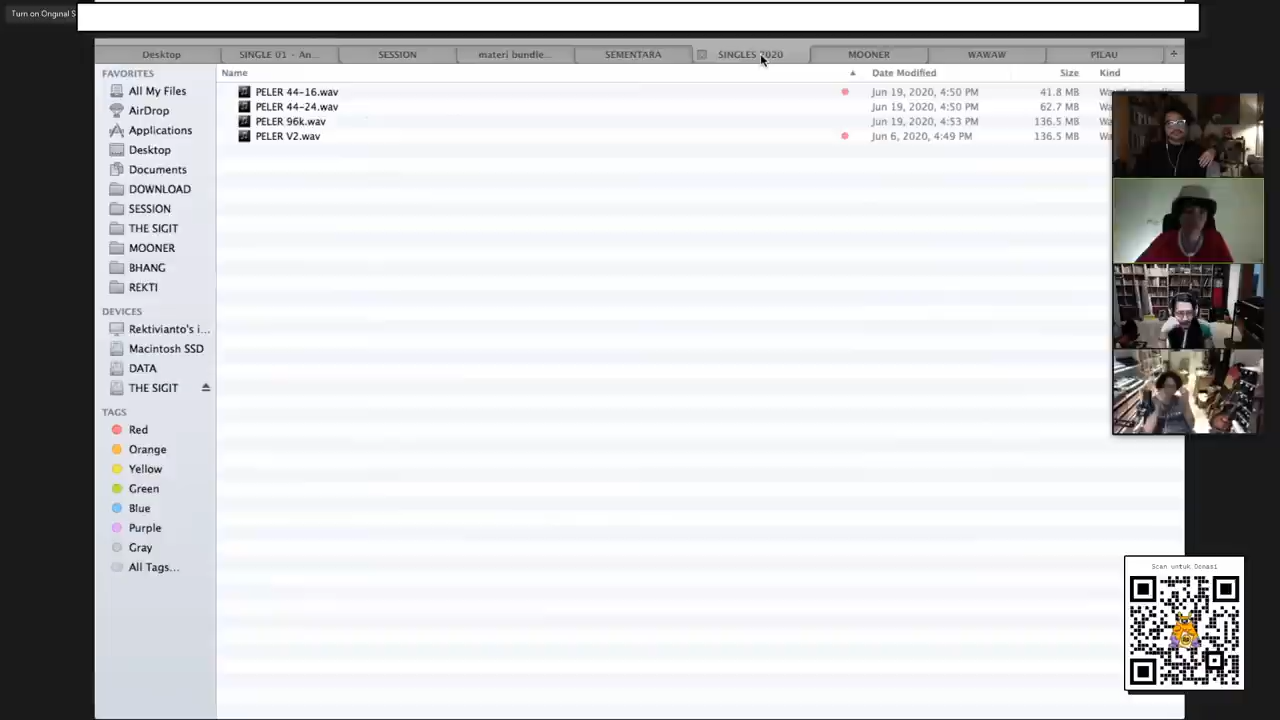 Turn on Original S
Desktop
SINGLE 01 - An...
SESSION
materi bundle...
SEMENTARA
SINGLES 2020
MOONER
WAWAW
PILAU
+
FAVORITES
Name
Date Modified
Size
Kind
All My Files
AirDrop
Applications
Desktop
Documents
DOWNLOAD
SESSION
THE SIGIT
MOONER
BHANG
REKTI
DEVICES
Rektivianto's i...
Macintosh SSD
DATA
THE SIGIT
TAGS
Red
Orange
Yellow
Green
Blue
Purple
Gray
All Tags...
PELER 44-16.wav Jun 19, 2020, 4:50 PM 41.8 MB
PELER 44-24.wav Jun 19, 2020, 4:50 PM 62.7 MB
PELER 96k.wav Jun 19, 2020, 4:53 PM 136.5 MB Wa
PELER V2.wav Jun 6, 2020, 4:49 PM 136.5 MB Wa
Scan untuk Donasi